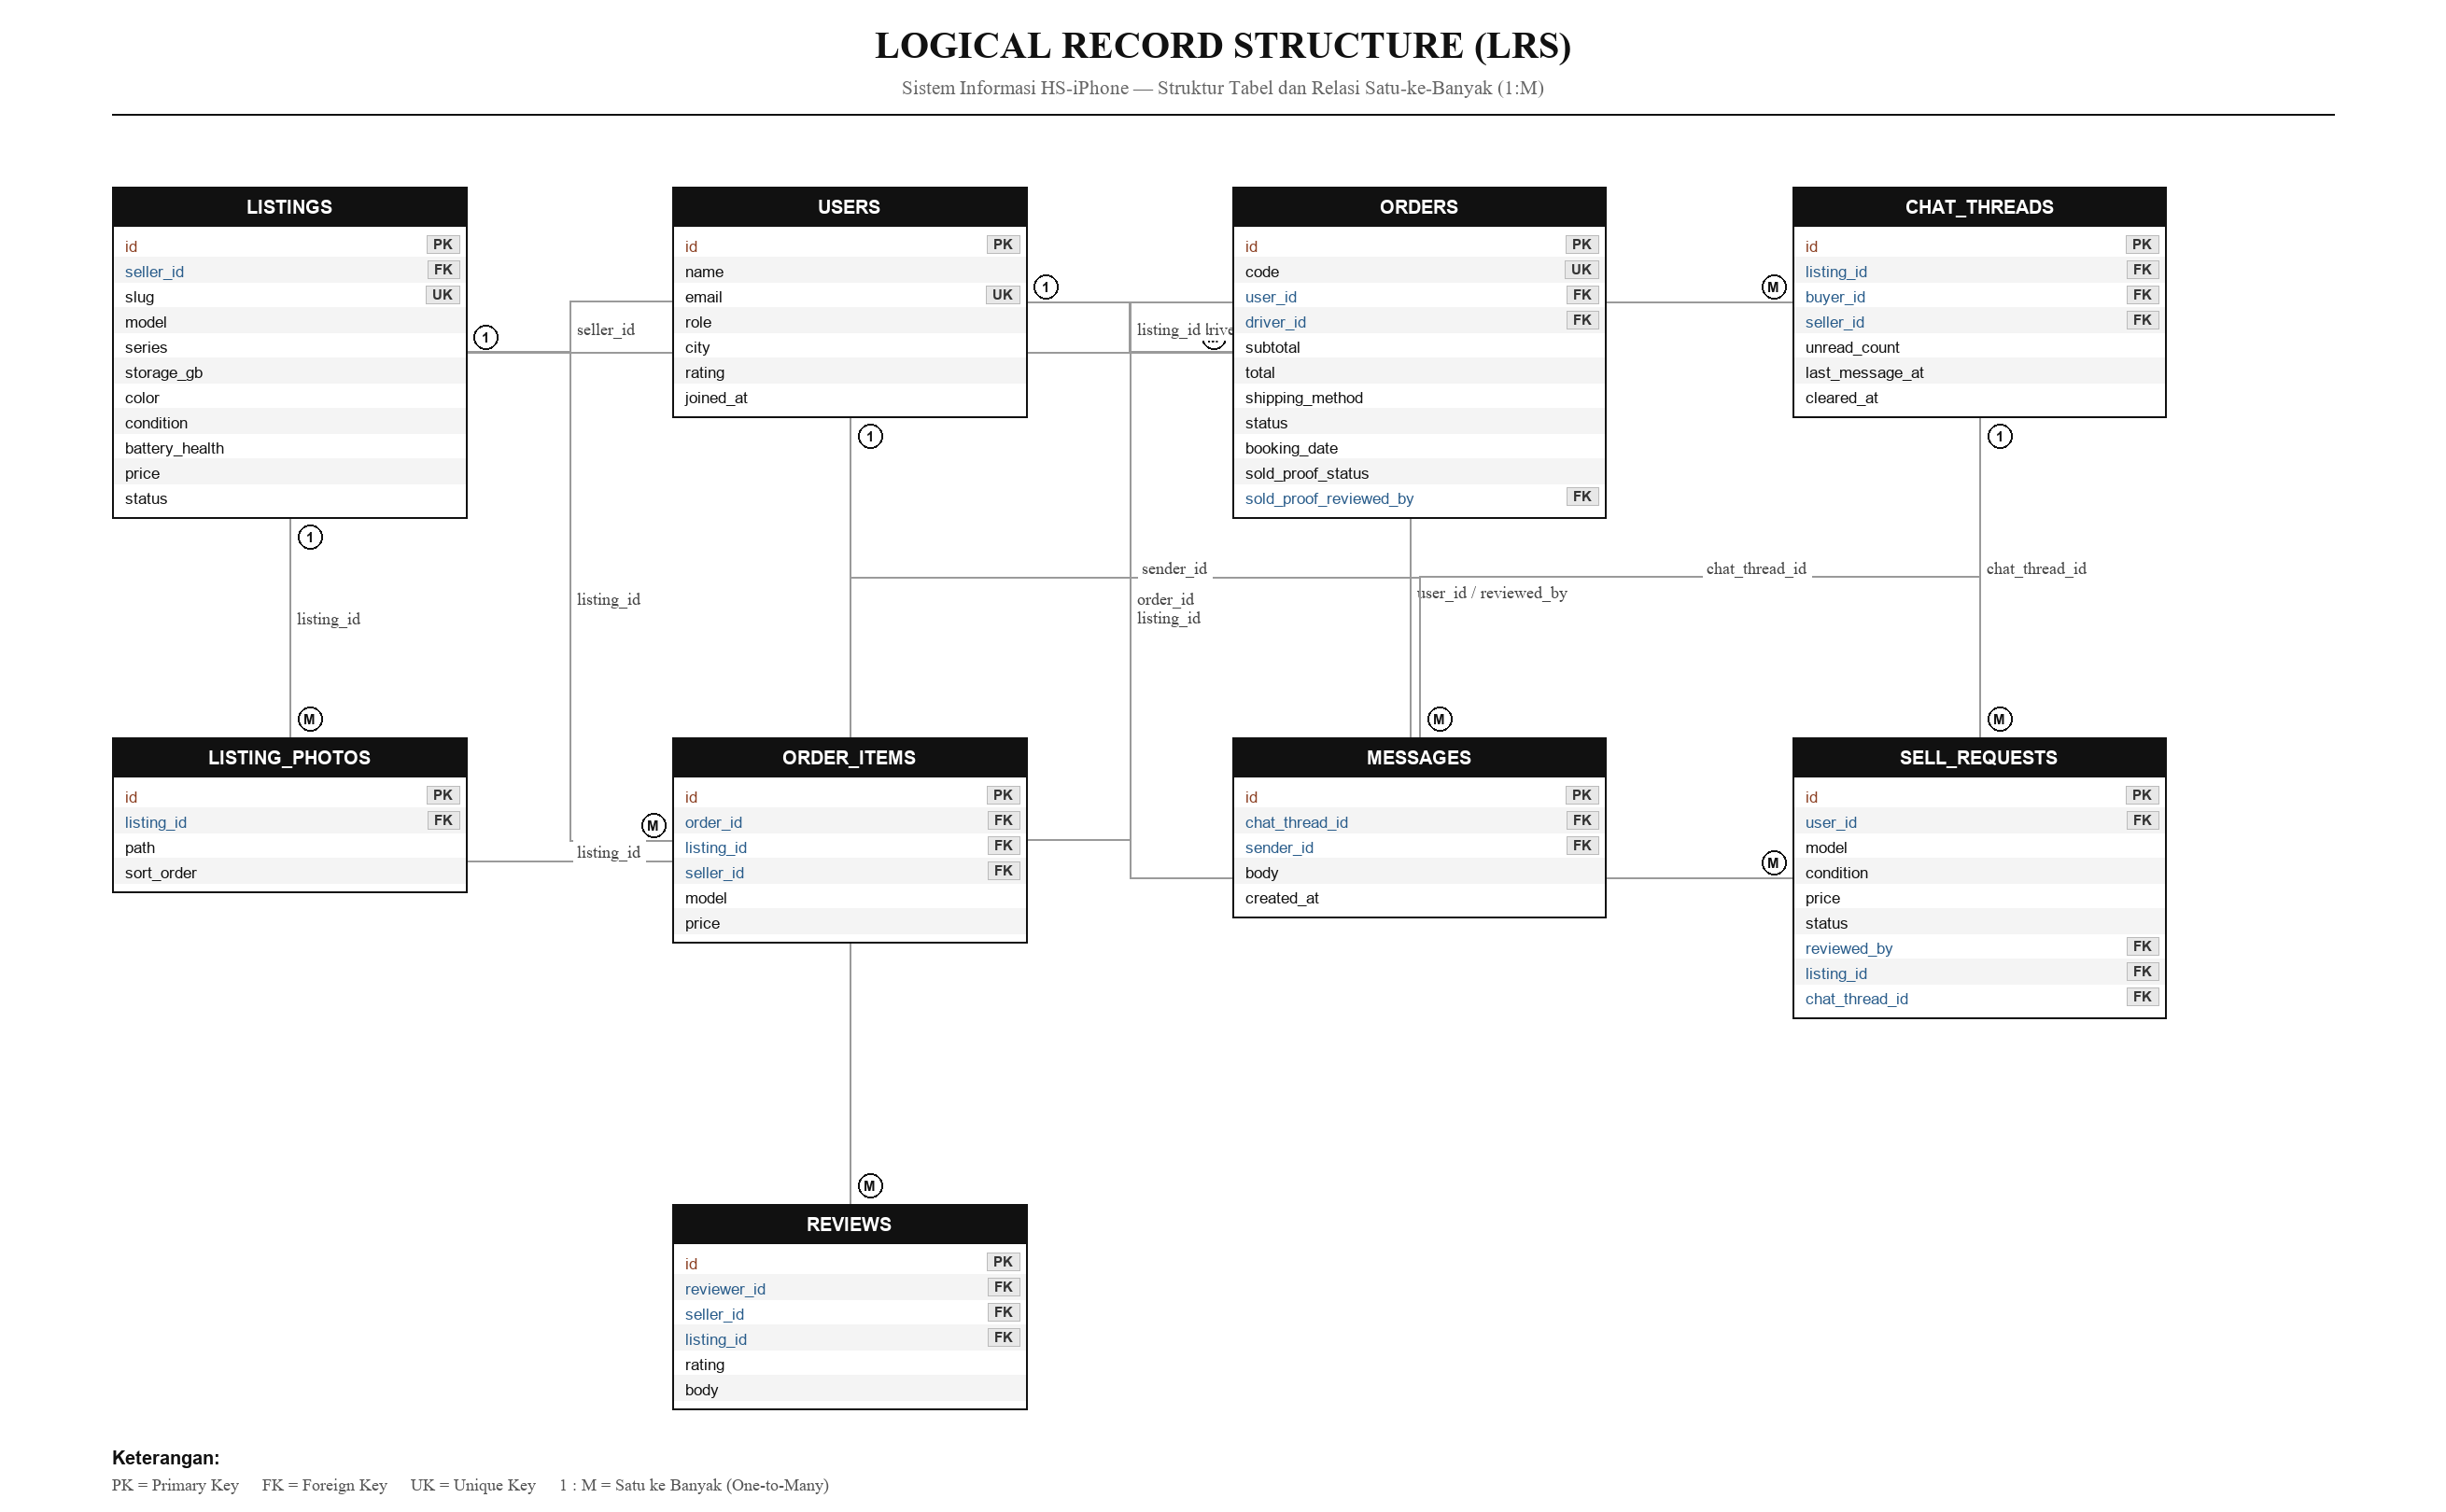 LOGICAL RECORD STRUCTURE (LRS)
Sistem Informasi HS-iPhone — Struktur Tabel dan Relasi Satu-ke-Banyak (1:M)
LISTINGS
id PK
seller_id FK
slug UK
model
series
storage_gb
color
condition
battery_health
price
status
1
1
seller_id
USERS
id PK
name
email UK
role
city
rating
joined_at
1
1
listing_id
ORDERS
id PK
code UK
user_id FK
driver_id FK
subtotal
total
shipping_method
status
booking_date
sold_proof_status
sold_proof_reviewed_by FK
M
CHAT_THREADS
id PK
listing_id FK
buyer_id FK
seller_id FK
unread_count
last_message_at
cleared_at
1
listing_id
listing_id
sender_id
order_id
listing_id
user_id / reviewed_by
chat_thread_id
chat_thread_id
M
M
M
LISTING_PHOTOS
id PK
listing_id FK
path
sort_order
M
listing_id
ORDER_ITEMS
id PK
order_id FK
listing_id FK
seller_id FK
model
price
MESSAGES
id PK
chat_thread_id FK
sender_id FK
body
created_at
M
SELL_REQUESTS
id PK
user_id FK
model
condition
price
status
reviewed_by FK
listing_id FK
chat_thread_id FK
M
REVIEWS
id PK
reviewer_id FK
seller_id FK
listing_id FK
rating
body
Keterangan:
PK = Primary Key FK = Foreign Key UK = Unique Key 1 : M = Satu ke Banyak (One-to-Many)